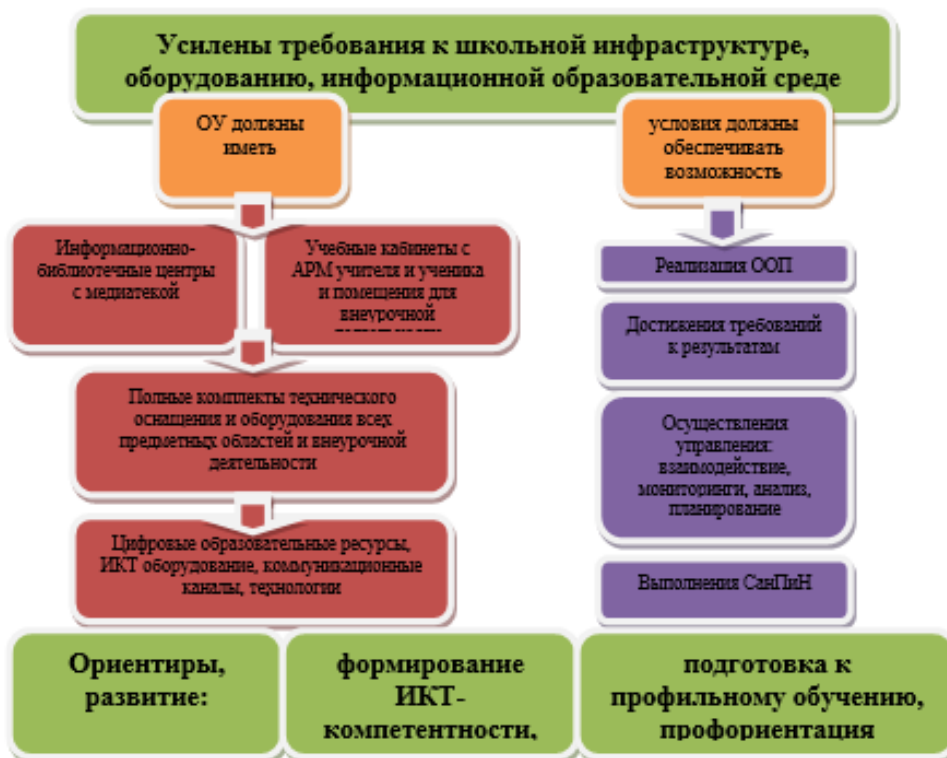 Усилены требования к школьной инфраструктуре,
оборудованию, информационной образовательной среде
ОУ должны
иметь
условия должны
обеспечивать
возможность
Информационно-
библиотечные центры
с медиатекой
Учебные кабинеты с
АРМ учителя и ученика
и помещения для
внеурочной
Полные комплекты технического
оснащения и оборудования всех
предметных областей и внеурочной
деятельности
Цифровые образовательные ресурсы,
ИКТ оборудование, коммуникационные
каналы, технологии
Реализация ООП
Достижения требований
к результатам
Осуществления
управления:
взаимодействие,
мониторинги, анализ,
планирование
Выполнения СанПиН
Ориентиры,
развитие:
формирование
ИКТ-
компетентности,
подготовка к
профильному обучению,
профориентация